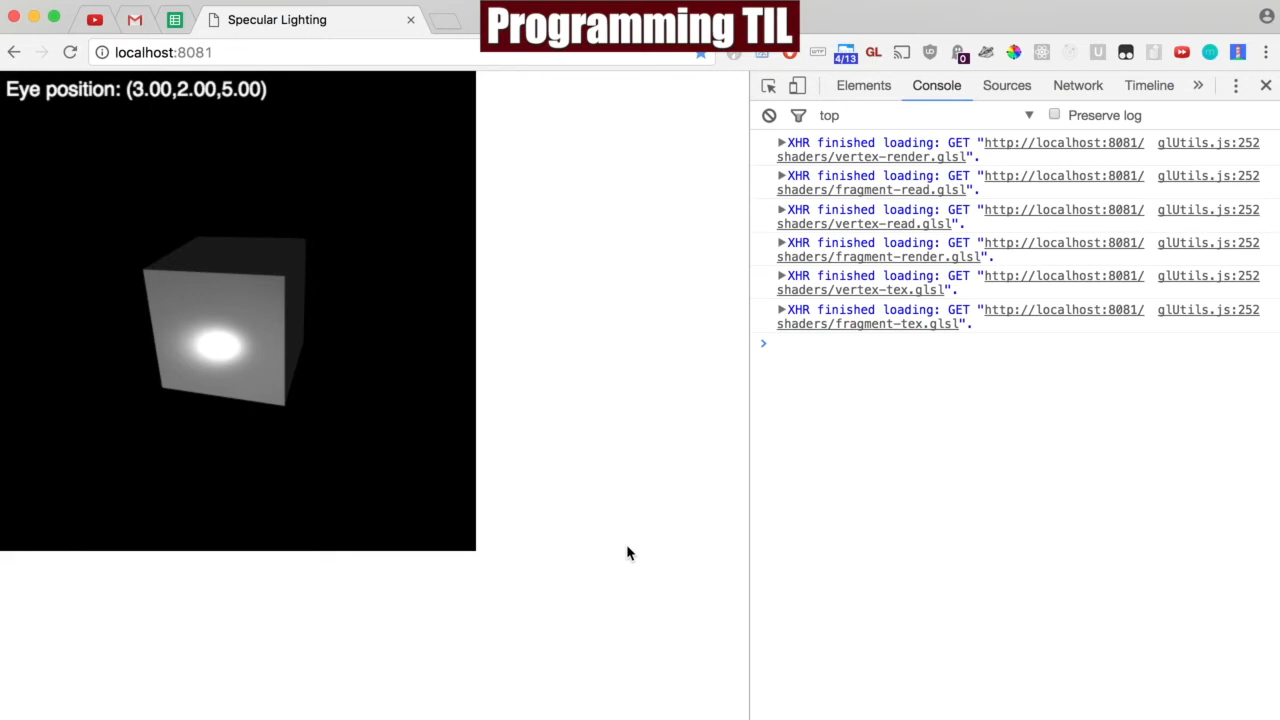 Specular Lighting
Programming TIL
localhost:8081
4/13
GL
0
Eye position: (3.00,2.00,5.00)
Elements
Console
Sources
Network
Timeline
top
Preserve log
XHR finished loading: GET "http://localhost:8081/ glUtils.js:252
shaders/vertex-render.glsl".
XHR finished loading: GET "http://localhost:8081/ glUtils.js:252
shaders/fragment-read.glsl".
XHR finished loading: GET "http://localhost:8081/ glUtils.js:252
shaders/vertex-read.glsl".
XHR finished loading: GET "http://localhost:8081/ glUtils.js:252
shaders/fragment-render.glsl".
XHR finished loading: GET "http://localhost:8081/ glUtils.js:252
shaders/vertex-tex.glsl".
XHR finished loading: GET "http://localhost:8081/ glUtils.js:252
shaders/fragment-tex.glsl".